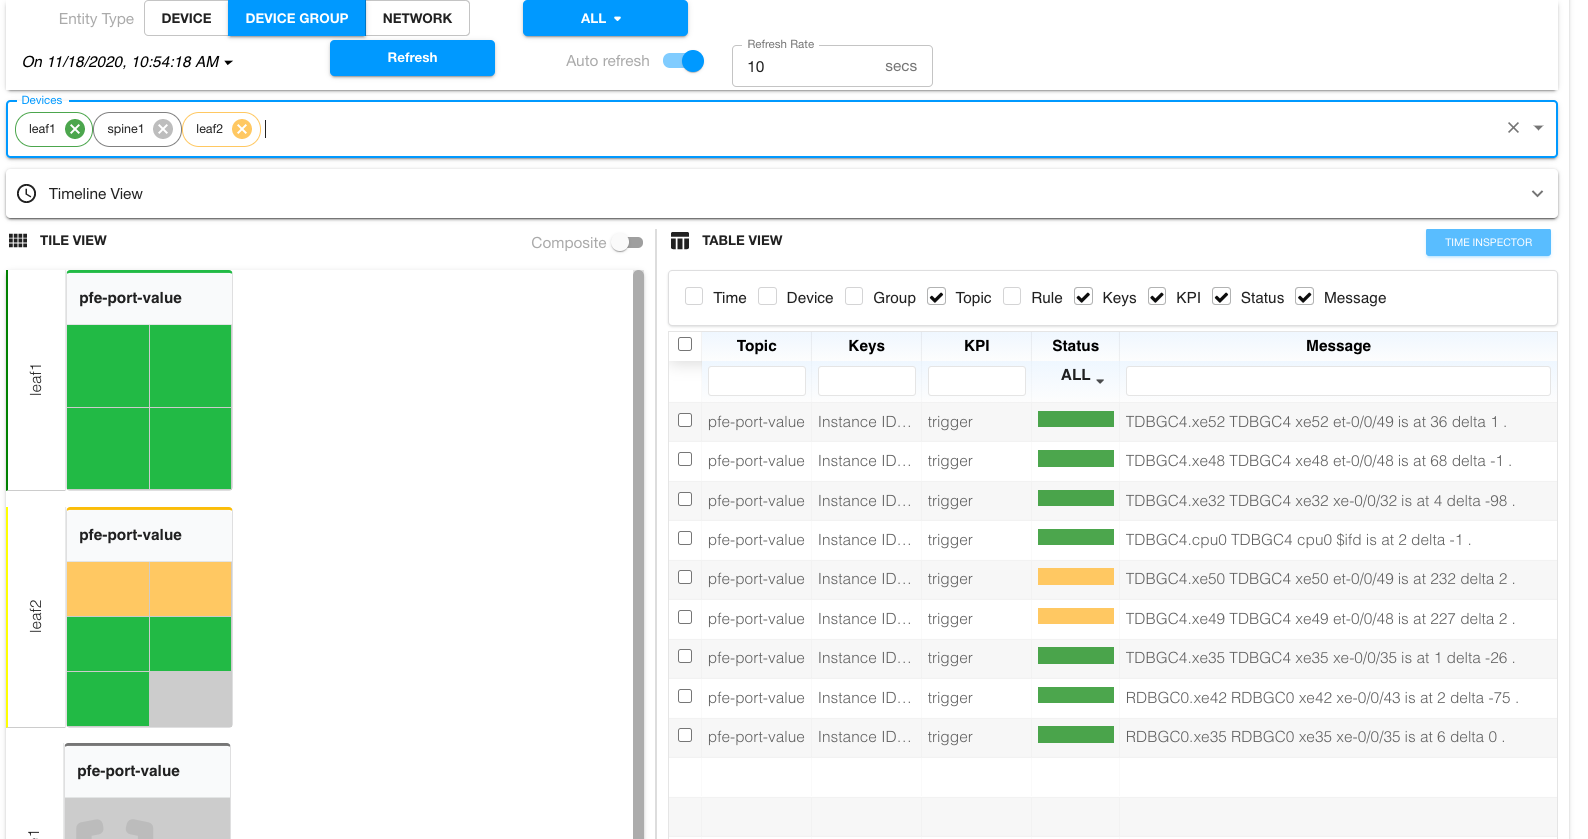 Entity Type DEVICE DEVICE GROUP NETWORK ALL
On 11/18/2020, 10:54:18 AM Refresh Auto refresh Refresh Rate 10 secs
Devices
leaf1 spine1 leaf2
Timeline View
TILE VIEW Composite
leaf1
pfe-port-value
leaf2
pfe-port-value
pfe-port-value
TABLE VIEW TIME INSPECTOR
Time Device Group Topic Rule Keys KPI Status Message
Topic Keys KPI Status Message
ALL
pfe-port-value Instance ID... trigger TDBGC4.xe52 TDBGC4 xe52 et-0/0/49 is at 36 delta 1 .
pfe-port-value Instance ID... trigger TDBGC4.xe48 TDBGC4 xe48 et-0/0/48 is at 68 delta -1 .
pfe-port-value Instance ID... trigger TDBGC4.xe32 TDBGC4 xe32 xe-0/0/32 is at 4 delta -98 .
pfe-port-value Instance ID... trigger TDBGC4.cpu0 TDBGC4 cpu0 $ifd is at 2 delta -1 .
pfe-port-value Instance ID... trigger TDBGC4.xe50 TDBGC4 xe50 et-0/0/49 is at 232 delta 2 .
pfe-port-value Instance ID... trigger TDBGC4.xe49 TDBGC4 xe49 et-0/0/48 is at 227 delta 2 .
pfe-port-value Instance ID... trigger TDBGC4.xe35 TDBGC4 xe35 xe-0/0/35 is at 1 delta -26 .
pfe-port-value Instance ID... trigger RDBGC0.xe42 RDBGC0 xe42 xe-0/0/43 is at 2 delta -75 .
pfe-port-value Instance ID... trigger RDBGC0.xe35 RDBGC0 xe35 xe-0/0/35 is at 6 delta 0 .